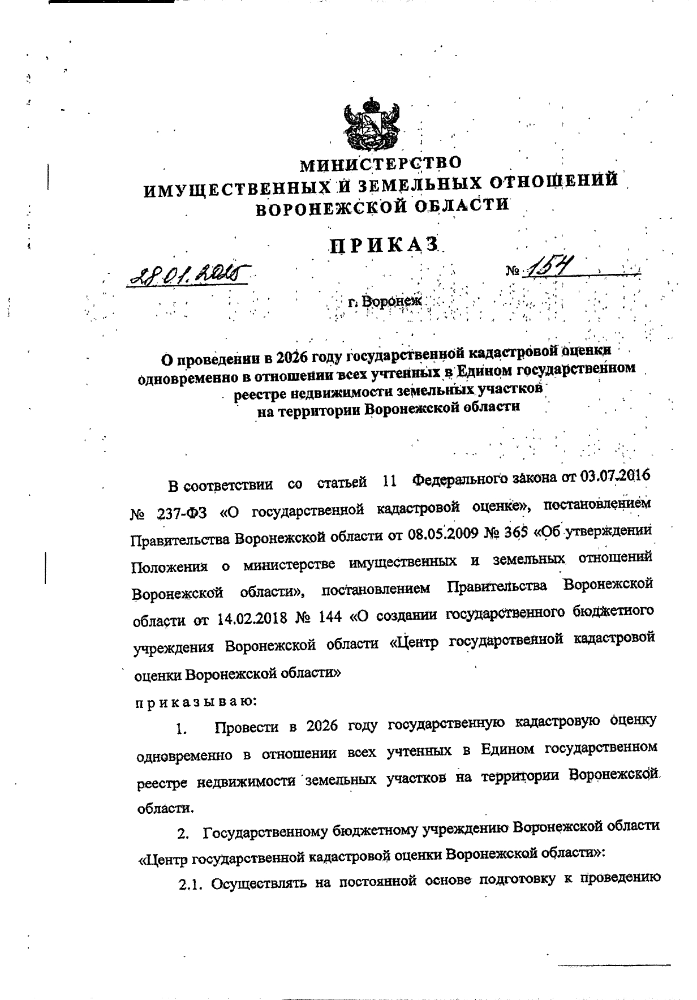 МИНИСТЕРСТВО
ИМУЩЕСТВЕННЫХ И ЗЕМЕЛЬНЫХ ОТНОШЕНИЙ
ВОРОНЕЖСКОЙ ОБЛАСТИ
ПРИКАЗ
28.01.2025 № 154
г. Воронеж
О проведении в 2026 году государственной кадастровой оценки
одновременно в отношении всех учтенных в Едином государственном
реестре недвижимости земельных участков
на территории Воронежской области
В соответствии со статьей 11 Федерального закона от 03.07.2016
№ 237-ФЗ «О государственной кадастровой оценке», постановлением
Правительства Воронежской области от 08.05.2009 № 365 «Об утверждении
Положения о министерстве имущественных и земельных отношений
Воронежской области», постановлением Правительства Воронежской
области от 14.02.2018 № 144 «О создании государственного бюджетного
учреждения Воронежской области «Центр государственной кадастровой
оценки Воронежской области»
п р и к а з ы в а ю:
1. Провести в 2026 году государственную кадастровую оценку
одновременно в отношении всех учтенных в Едином государственном
реестре недвижимости земельных участков на территории Воронежской
области.
2. Государственному бюджетному учреждению Воронежской области
«Центр государственной кадастровой оценки Воронежской области»:
2.1. Осуществлять на постоянной основе подготовку к проведению